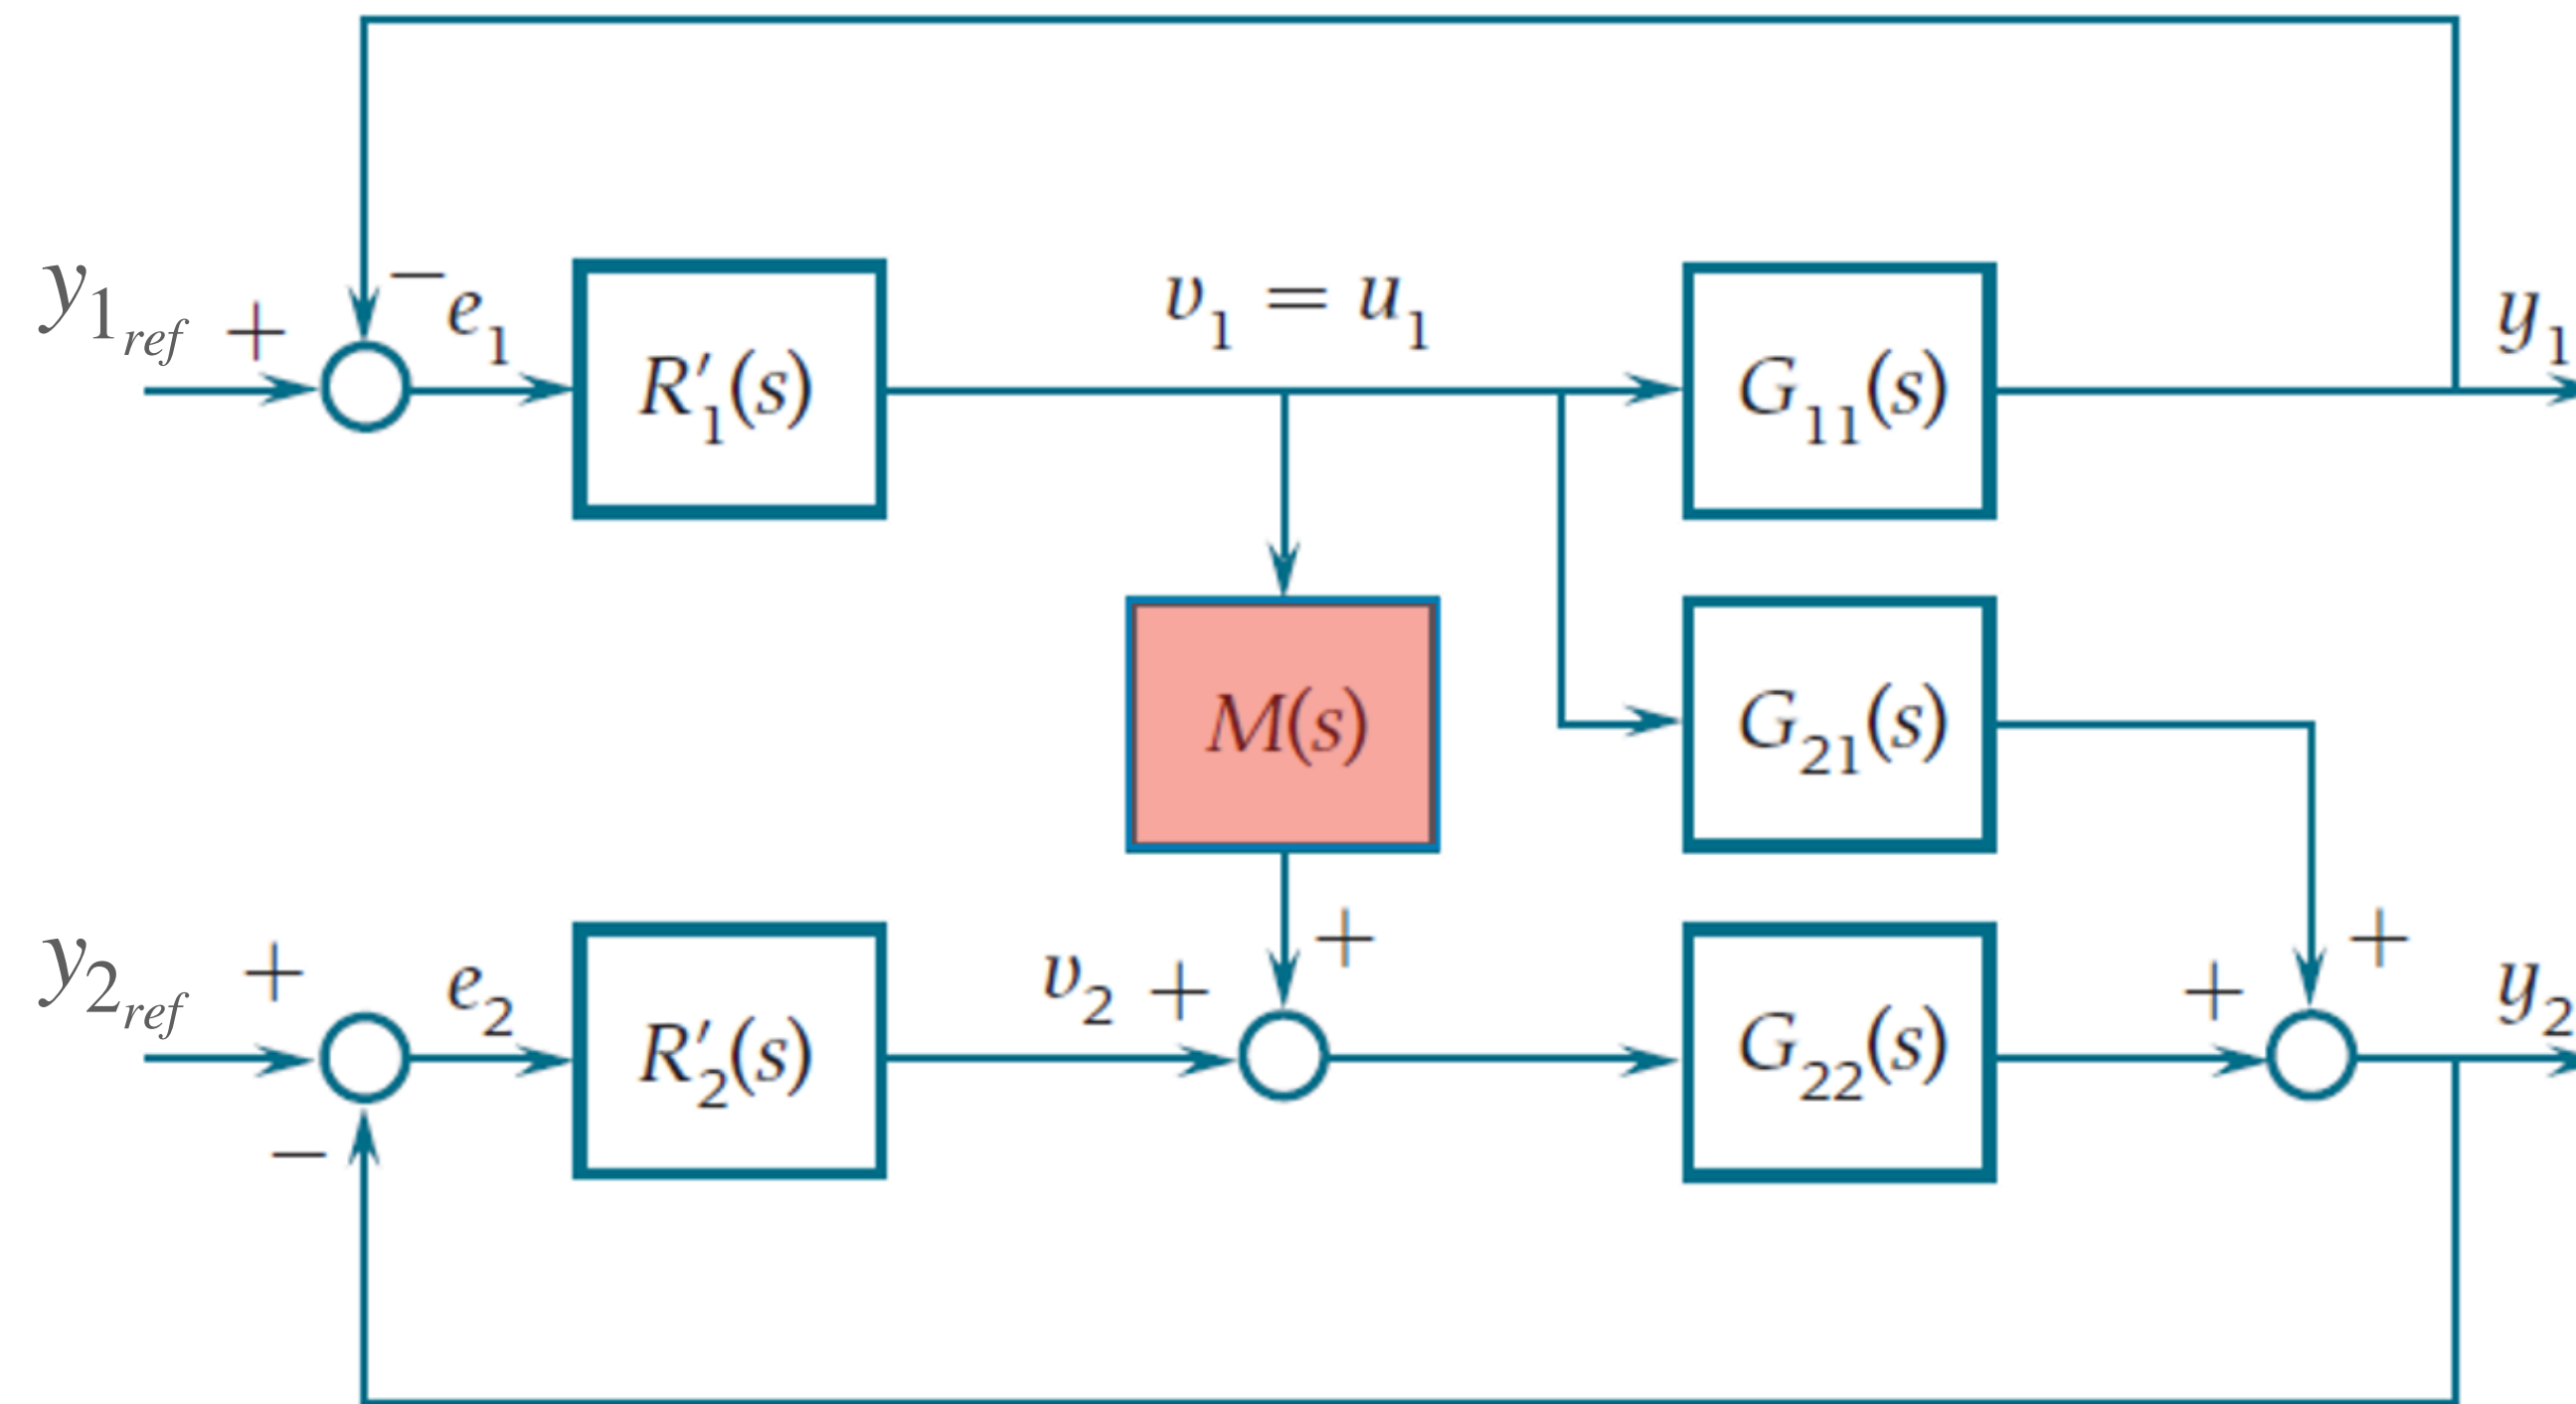 y1ref + − e1 R′1(s) v1 = u1 G11(s) y1
M(s) G21(s)
y2ref + − e2 R′2(s) v2 + + G22(s) + + y2